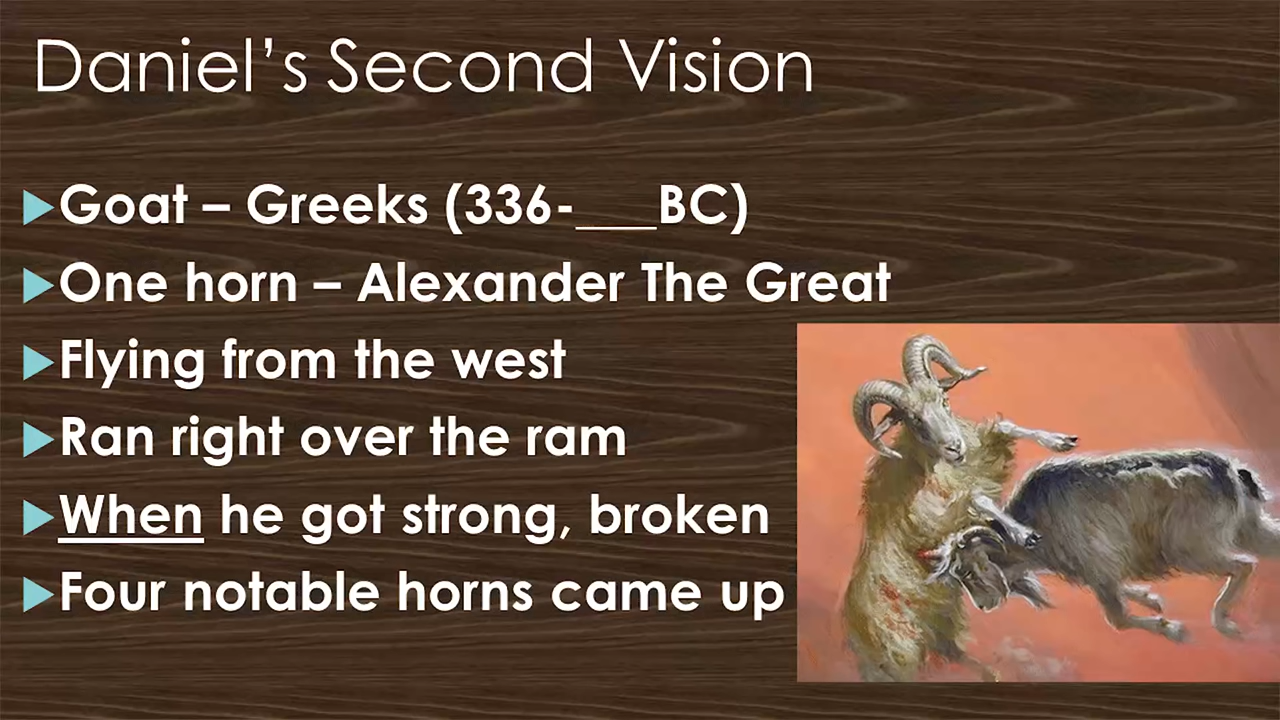 Daniel’s Second Vision
Goat – Greeks (336-___BC)
One horn – Alexander The Great
Flying from the west
Ran right over the ram
When he got strong, broken
Four notable horns came up